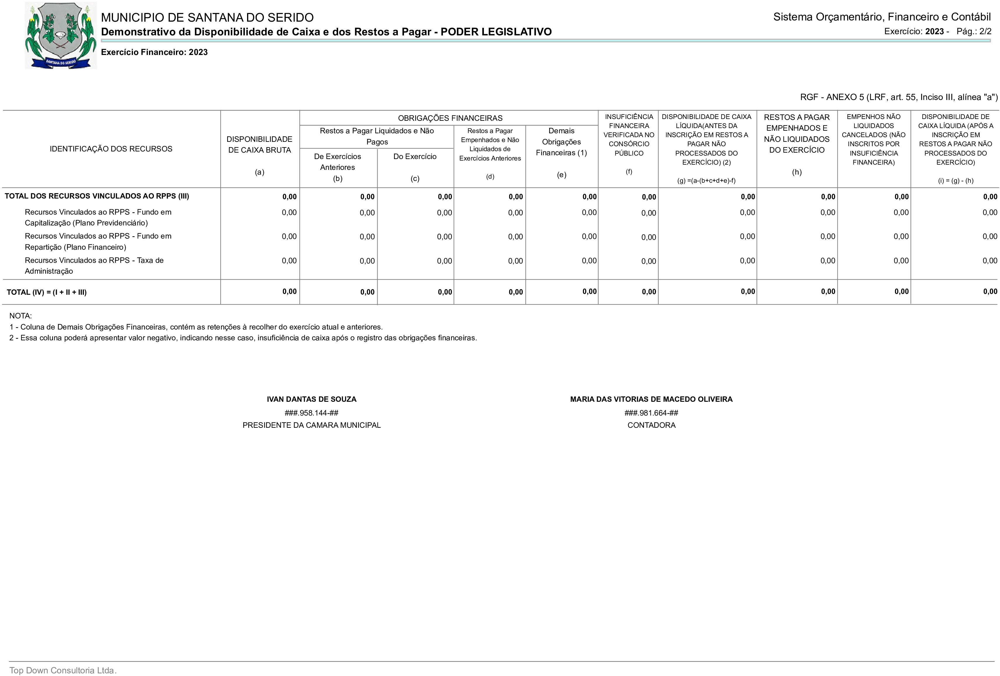 MUNICIPIO DE SANTANA DO SERIDO
Demonstrativo da Disponibilidade de Caixa e dos Restos a Pagar - PODER LEGISLATIVO
Sistema Orçamentário, Financeiro e Contábil
Exercício: 2023 - Pág.: 2/2
Exercício Financeiro: 2023
SANTANA DO SERIDÓ
RGF - ANEXO 5 (LRF, art. 55, Inciso III, alínea "a")
IDENTIFICAÇÃO DOS RECURSOS
DISPONIBILIDADE
DE CAIXA BRUTA
(a)
OBRIGAÇÕES FINANCEIRAS
Restos a Pagar Liquidados e Não
Pagos
De Exercícios
Anteriores
(b)
Do Exercício
(c)
Restos a Pagar
Empenhados e Não
Liquidados de
Exercícios Anteriores
(d)
Demais
Obrigações
Financeiras (1)
(e)
INSUFICIÊNCIA
FINANCEIRA
VERIFICADA NO
CONSÓRCIO
PÚBLICO
(f)
DISPONIBILIDADE DE CAIXA
LÍQUIDA(ANTES DA
INSCRIÇÃO EM RESTOS A
PAGAR NÃO
PROCESSADOS DO
EXERCÍCIO) (2)
(g) =(a-(b+c+d+e)-f)
RESTOS A PAGAR
EMPENHADOS E
NÃO LIQUIDADOS
DO EXERCÍCIO
(h)
EMPENHOS NÃO
LIQUIDADOS
CANCELADOS (NÃO
INSCRITOS POR
INSUFICIÊNCIA
FINANCEIRA)
DISPONIBILIDADE DE
CAIXA LÍQUIDA (APÓS A
INSCRIÇÃO EM
RESTOS A PAGAR NÃO
PROCESSADOS DO
EXERCÍCIO)
(i) = (g) - (h)
TOTAL DOS RECURSOS VINCULADOS AO RPPS (III) 0,00 0,00 0,00 0,00 0,00 0,00 0,00 0,00 0,00 0,00
Recursos Vinculados ao RPPS - Fundo em 0,00 0,00 0,00 0,00 0,00 0,00 0,00 0,00 0,00 0,00
Capitalização (Plano Previdenciário)
Recursos Vinculados ao RPPS - Fundo em 0,00 0,00 0,00 0,00 0,00 0,00 0,00 0,00 0,00 0,00
Repartição (Plano Financeiro)
Recursos Vinculados ao RPPS - Taxa de 0,00 0,00 0,00 0,00 0,00 0,00 0,00 0,00 0,00 0,00
Administração
TOTAL (IV) = (I + II + III) 0,00 0,00 0,00 0,00 0,00 0,00 0,00 0,00 0,00 0,00
NOTA:
1 - Coluna de Demais Obrigações Financeiras, contém as retenções à recolher do exercício atual e anteriores.
2 - Essa coluna poderá apresentar valor negativo, indicando nesse caso, insuficiência de caixa após o registro das obrigações financeiras.
IVAN DANTAS DE SOUZA
###.958.144-##
PRESIDENTE DA CAMARA MUNICIPAL
MARIA DAS VITORIAS DE MACEDO OLIVEIRA
###.981.664-##
CONTADORA
Top Down Consultoria Ltda.